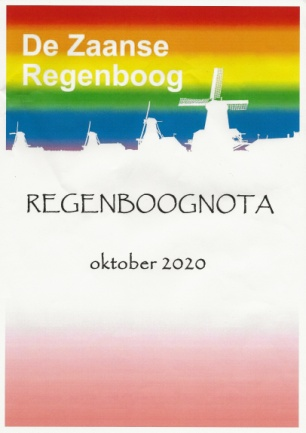 De Zaanse
Regenboog
REGENBOOGNOTA
oktober 2020